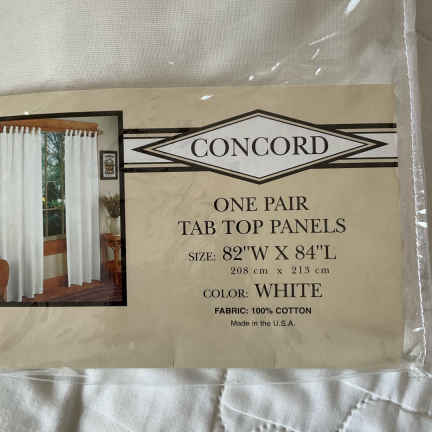 CONCORD
ONE PAIR
TAB TOP PANELS
SIZE: 82"W X 84"L
208 cm x 213 cm
COLOR: WHITE
FABRIC: 100% COTTON
Made in the U.S.A.